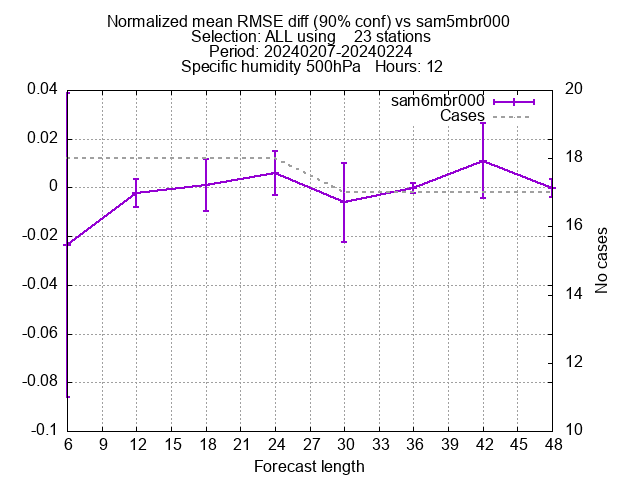 Normalized mean RMSE diff (90% conf) vs sam5mbr000
Selection: ALL using    23 stations
Period: 20240207-20240224
Specific humidity 500hPa   Hours: 12
sam6mbr000
Cases
0.04
0.02
0
-0.02
-0.04
-0.06
-0.08
-0.1
20
18
16
14
12
10
No cases
6 9 12 15 18 21 24 27 30 33 36 39 42 45 48
Forecast length